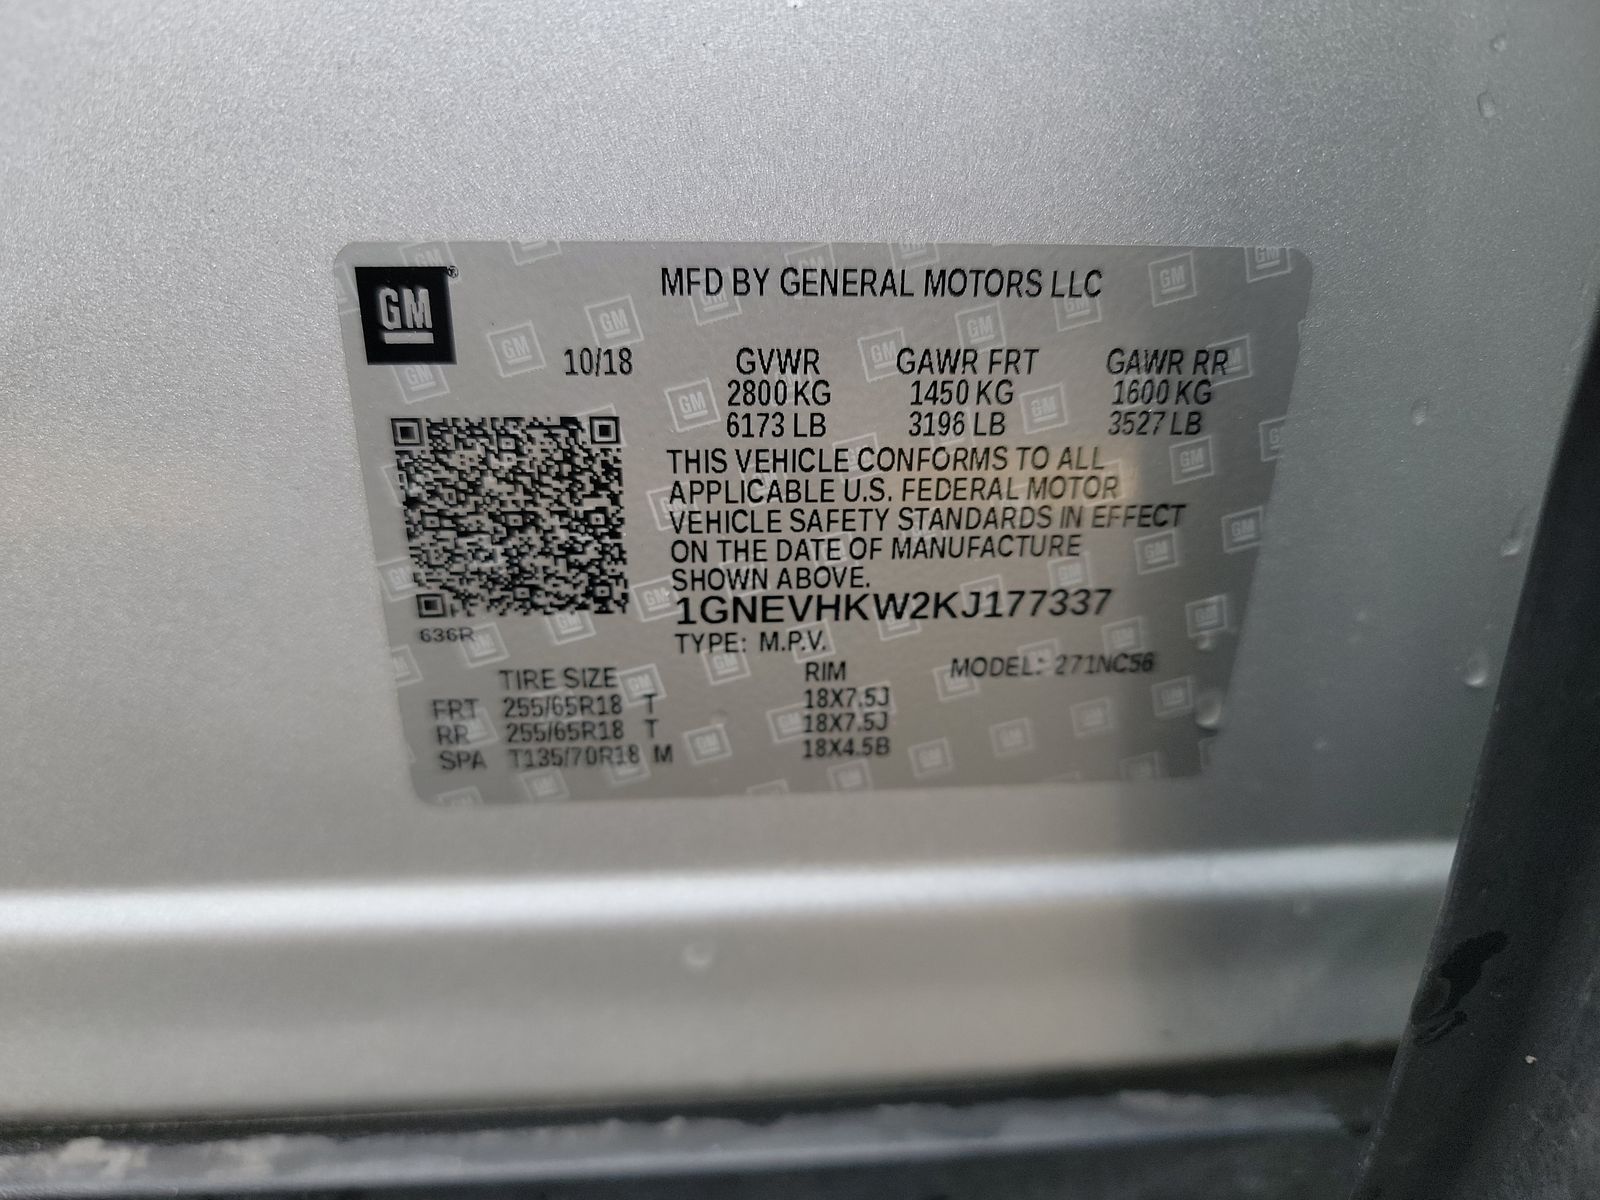 GM
MFD BY GENERAL MOTORS LLC
10/18 GVWR GAWR FRT GAWR RR
2800 KG 1450 KG 1600 KG
6173 LB 3196 LB 3527 LB
THIS VEHICLE CONFORMS TO ALL
APPLICABLE U.S. FEDERAL MOTOR
VEHICLE SAFETY STANDARDS IN EFFECT
ON THE DATE OF MANUFACTURE
SHOWN ABOVE.
1GNEVHKW2KJ177337
636R
TYPE: M.P.V.
TIRE SIZE RIM MODEL: 271NC56
FRT 255/65R18 T 18X7.5J
RR 255/65R18 T 18X7.5J
SPA T135/70R18 M 18X4.5B